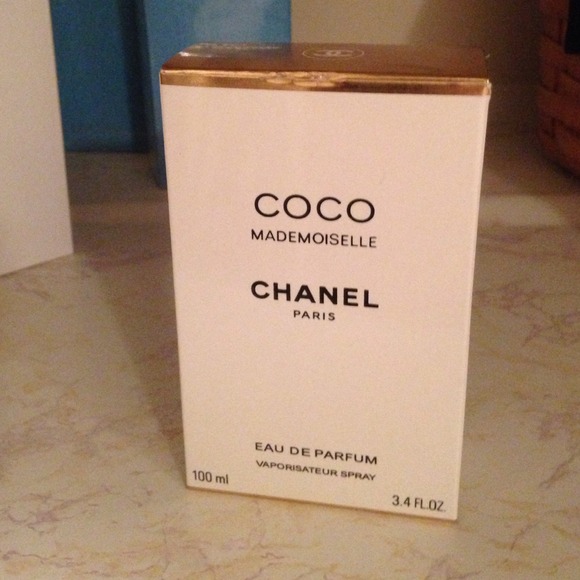 COCO
MADEMOISELLE
CHANEL
PARIS
EAU DE PARFUM
VAPORISATEUR SPRAY
100 ml
3.4 FL.OZ.